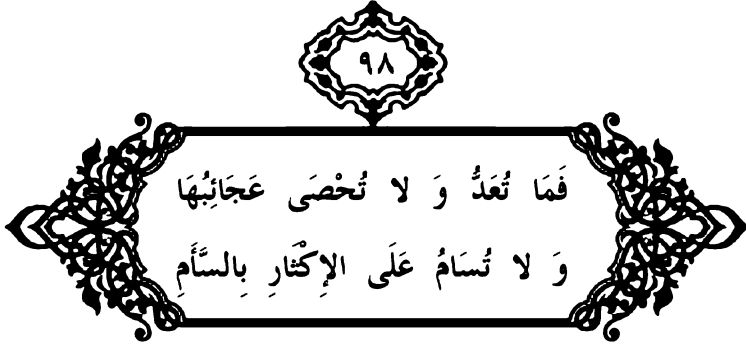 ٩٨
فَمَا تُعَدُّ وَ لا تُحْصَى عَجَائِبُهَا
وَ لا تُسَامُ عَلَى الإِكْثَارِ بِالسَّأَمِ